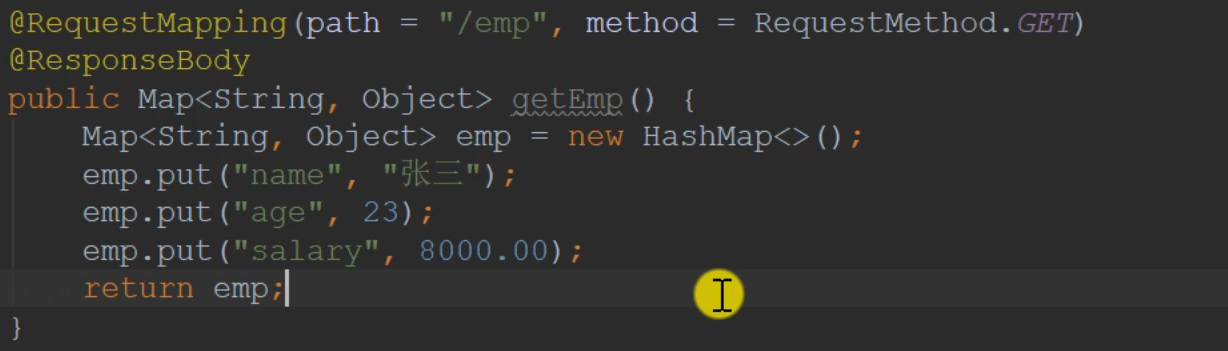 @RequestMapping(path = "/emp", method = RequestMethod.GET)
@ResponseBody
public Map<String, Object> getEmp() {
    Map<String, Object> emp = new HashMap<>();
    emp.put("name", "张三");
    emp.put("age", 23);
    emp.put("salary", 8000.00);
    return emp;
}